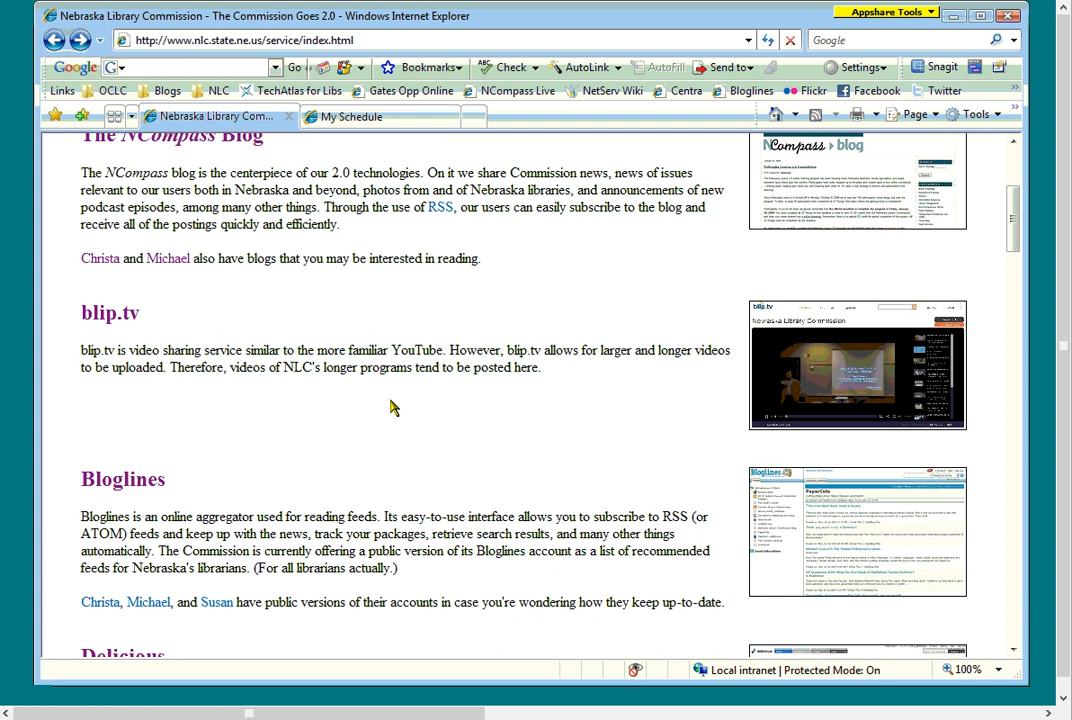 Nebraska Library Commission - The Commission Goes 2.0 - Windows Internet Explorer
Appshare Tools
http://www.nlc.state.ne.us/service/index.html
Google
Google G Go Bookmarks Check AutoLink AutoFill Send to Settings Snagit
Links OCLC Blogs NLC TechAtlas for Libs Gates Opp Online NCompass Live NetServ Wiki Centra Bloglines Flickr Facebook Twitter
Nebraska Library Com... My Schedule Page Tools
The NCompass Blog
NCompass blog
The NCompass blog is the centerpiece of our 2.0 technologies. On it we share Commission news, news of issues
relevant to our users both in Nebraska and beyond, photos from and of Nebraska libraries, and announcements of new
podcast episodes, among many other things. Through the use of RSS, our users can easily subscribe to the blog and
receive all of the postings quickly and efficiently.
Christa and Michael also have blogs that you may be interested in reading.
blip.tv
blip.tv
Nebraska Library Commission
blip.tv is video sharing service similar to the more familiar YouTube. However, blip.tv allows for larger and longer videos
to be uploaded. Therefore, videos of NLC's longer programs tend to be posted here.
Bloglines
Bloglines
PaperCuts
Bloglines is an online aggregator used for reading feeds. Its easy-to-use interface allows you to subscribe to RSS (or
ATOM) feeds and keep up with the news, track your packages, retrieve search results, and many other things
automatically. The Commission is currently offering a public version of its Bloglines account as a list of recommended
feeds for Nebraska's librarians. (For all librarians actually.)
Christa, Michael, and Susan have public versions of their accounts in case you're wondering how they keep up-to-date.
Delicious
Local intranet | Protected Mode: On
100%